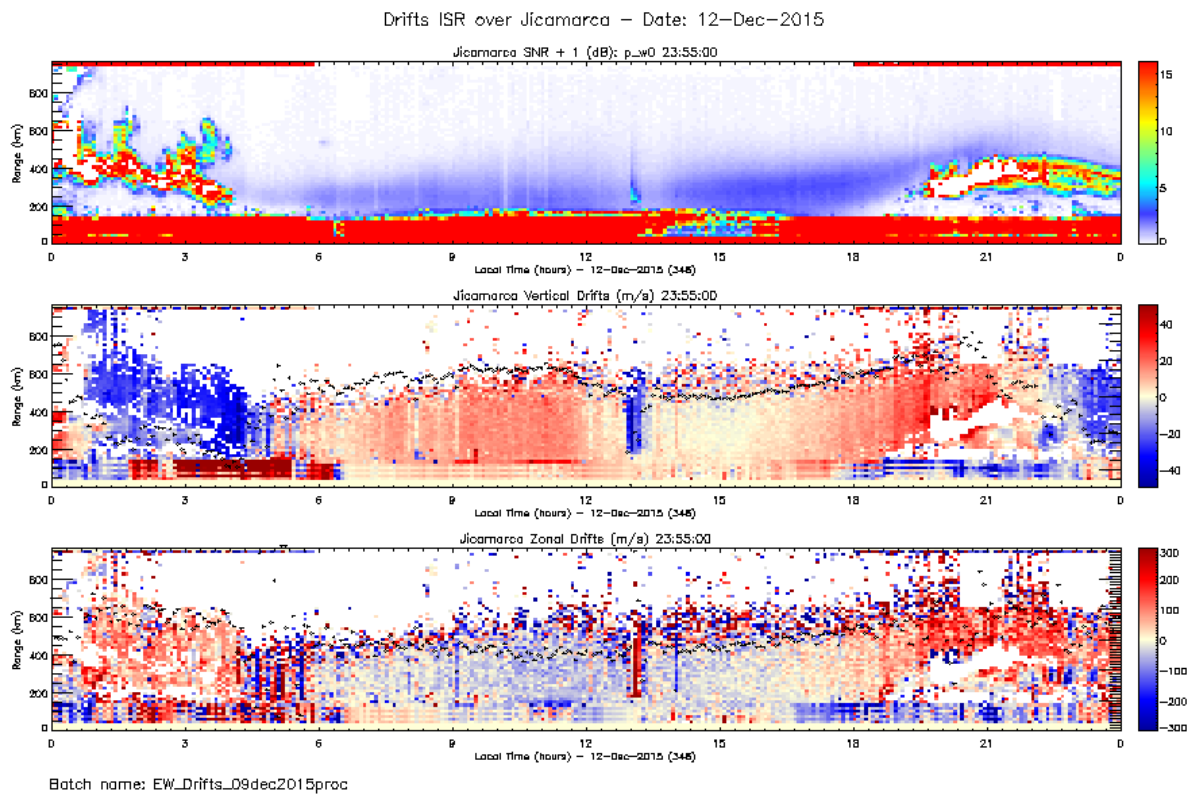 Drifts ISR over Jicamarca - Date: 12-Dec-2015
Jicamarca SNR + 1 (dB): p_w0 23:55:00
Range (km)
800
600
400
200
0
0 3 6 9 12 15 18 21 0
Local Time (hours) - 12-Dec-2015 (346)
15
10
5
0
Jicamarca Vertical Drifts (m/s) 23:55:00
Range (km)
800
600
400
200
0
0 3 6 9 12 15 18 21 0
Local Time (hours) - 12-Dec-2015 (346)
40
20
0
-20
-40
Jicamarca Zonal Drifts (m/s) 23:55:00
Range (km)
800
600
400
200
0
0 3 6 9 12 15 18 21 0
Local Time (hours) - 12-Dec-2015 (346)
300
200
100
0
-100
-200
-300
Batch name: EW_Drifts_09dec2015proc